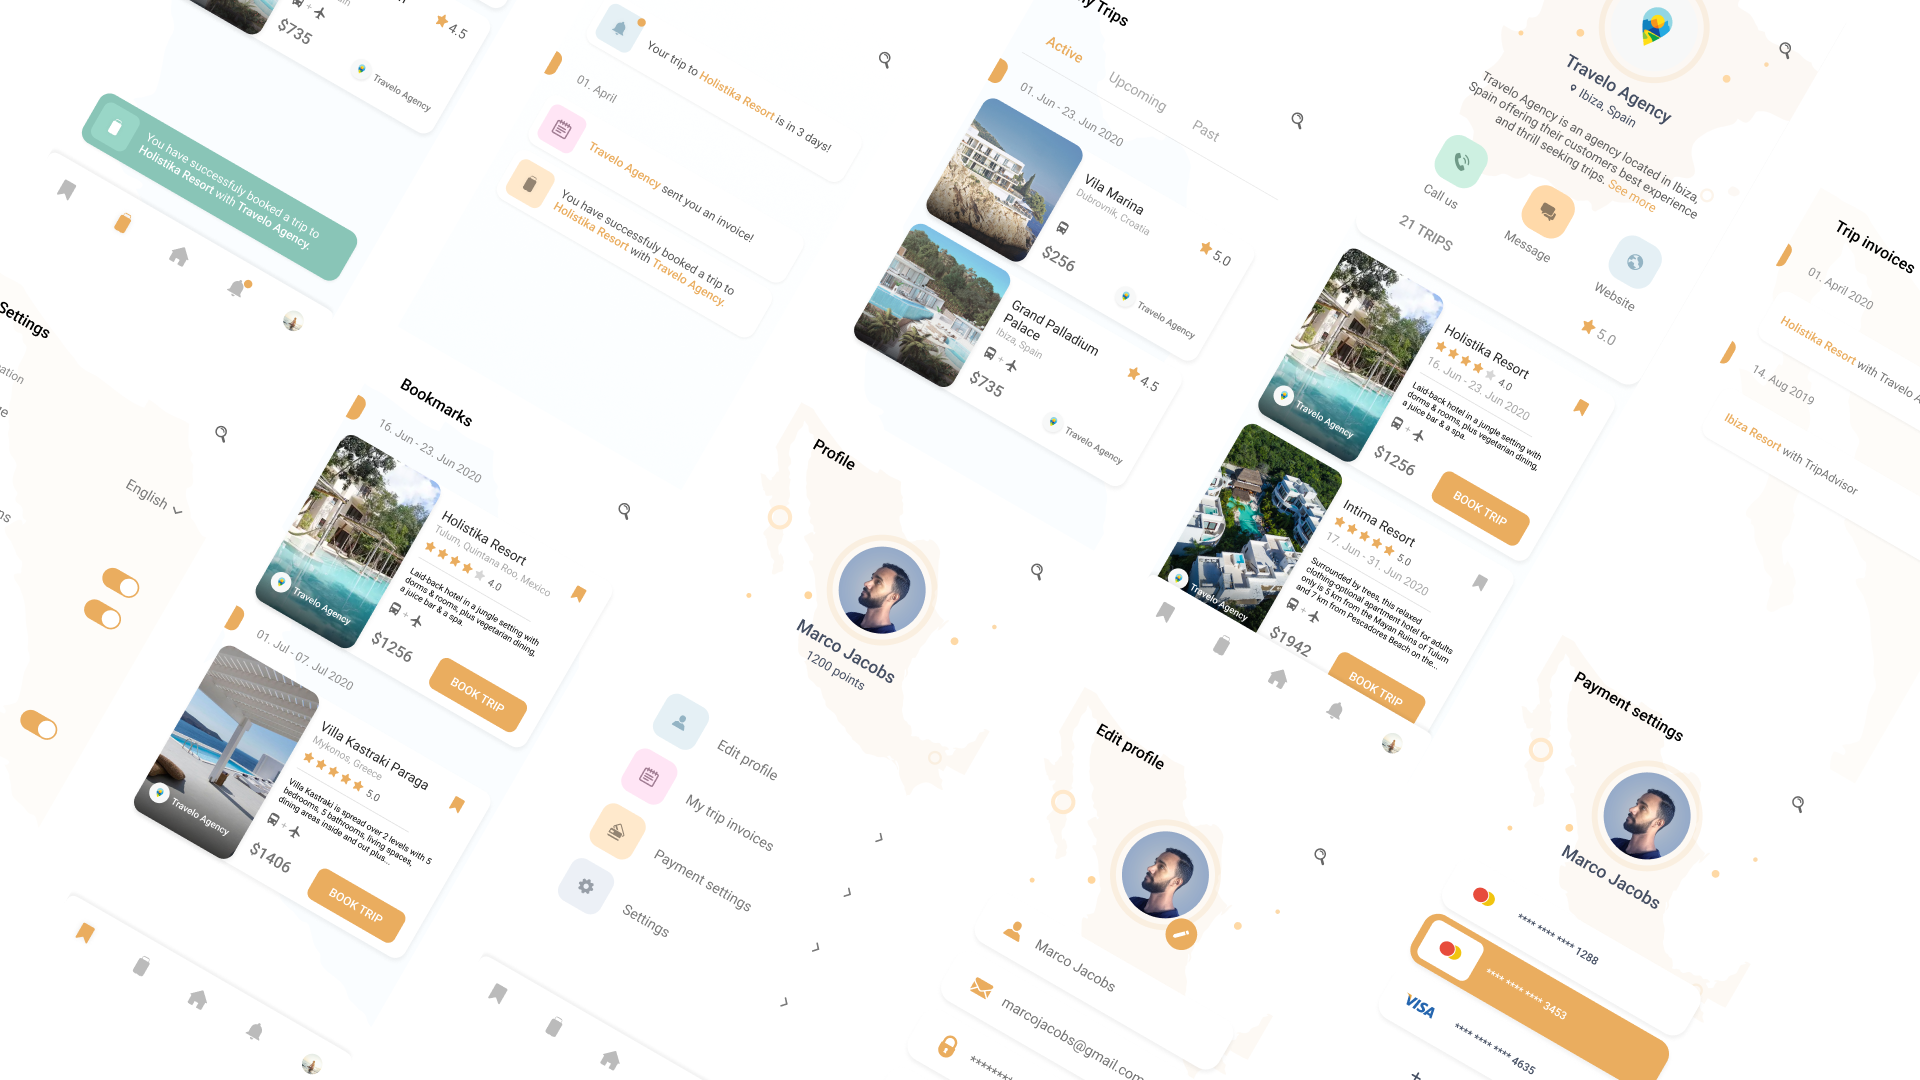 $735
4.5
Travelo Agency
You have successfuly booked a trip to
Holistika Resort with Travelo Agency.
Your trip to Holistika Resort is in 3 days!
01. April
Travelo Agency sent you an invoice!
You have successfuly booked a trip to
Holistika Resort with Travelo Agency.
Trips
Active
Upcoming
Past
01. Jun - 23. Jun 2020
Vila Marina
Dubrovnik, Croatia
$256
5.0
Travelo Agency
Grand Palladium
Palace
Ibiza, Spain
+
$735
4.5
Travelo Agency
Travelo Agency
Ibiza, Spain
Travelo Agency is an agency located in Ibiza,
Spain offering their customers best experience
and thrill seeking trips. See more
Call us
Message
Website
21 TRIPS
5.0
Holistika Resort
4.0
16. Jun - 23. Jun 2020
Laid-back hotel in a jungle setting with
dorms & rooms, plus vegetarian dining,
a juice bar & a spa.
+
$1256
BOOK TRIP
Travelo Agency
Intima Resort
5.0
17. Jun - 31. Jun 2020
Surrounded by trees, this relaxed
clothing-optional apartment hotel for adults
only is 5 km from the Mayan Ruins of Tulum
and 7 km from Pescadores Beach on the...
+
$1942
BOOK TRIP
Travelo Agency
Trip invoices
01. April 2020
Holistika Resort with Travelo
14. Aug 2019
Ibiza Resort with TripAdvisor
Settings
English
Bookmarks
16. Jun - 23. Jun 2020
Holistika Resort
Tulum, Quintana Roo, Mexico
4.0
Laid-back hotel in a jungle setting with
dorms & rooms, plus vegetarian dining,
a juice bar & a spa.
+
$1256
BOOK TRIP
Travelo Agency
01. Jul - 07. Jul 2020
Villa Kastraki Paraga
Mykonos, Greece
5.0
Villa Kastraki is spread over 2 levels with 5
bedrooms, 5 bathrooms, living spaces,
dining areas inside and out plus...
+
$1406
BOOK TRIP
Travelo Agency
Profile
Marco Jacobs
1200 points
Edit profile
My trip invoices
Payment settings
Settings
Edit profile
Marco Jacobs
marcojacobs@gmail.com
********
Payment settings
Marco Jacobs
**** **** **** 1288
**** **** **** 3453
VISA
**** **** **** 4635
+